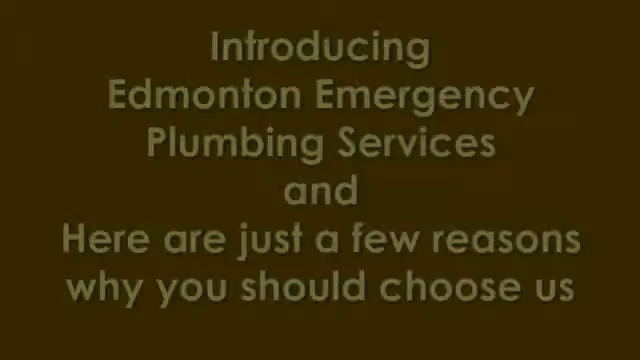 Introducing
Edmonton Emergency
Plumbing Services
and
Here are just a few reasons
why you should choose us